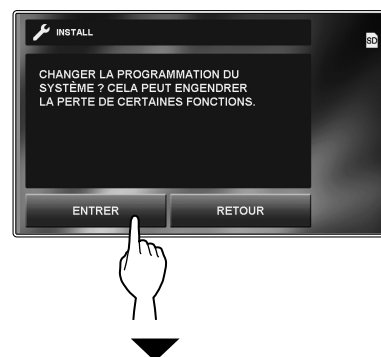 INSTALL
SD
CHANGER LA PROGRAMMATION DU
SYSTÈME ? CELA PEUT ENGENDRER
LA PERTE DE CERTAINES FONCTIONS.
ENTRER
RETOUR